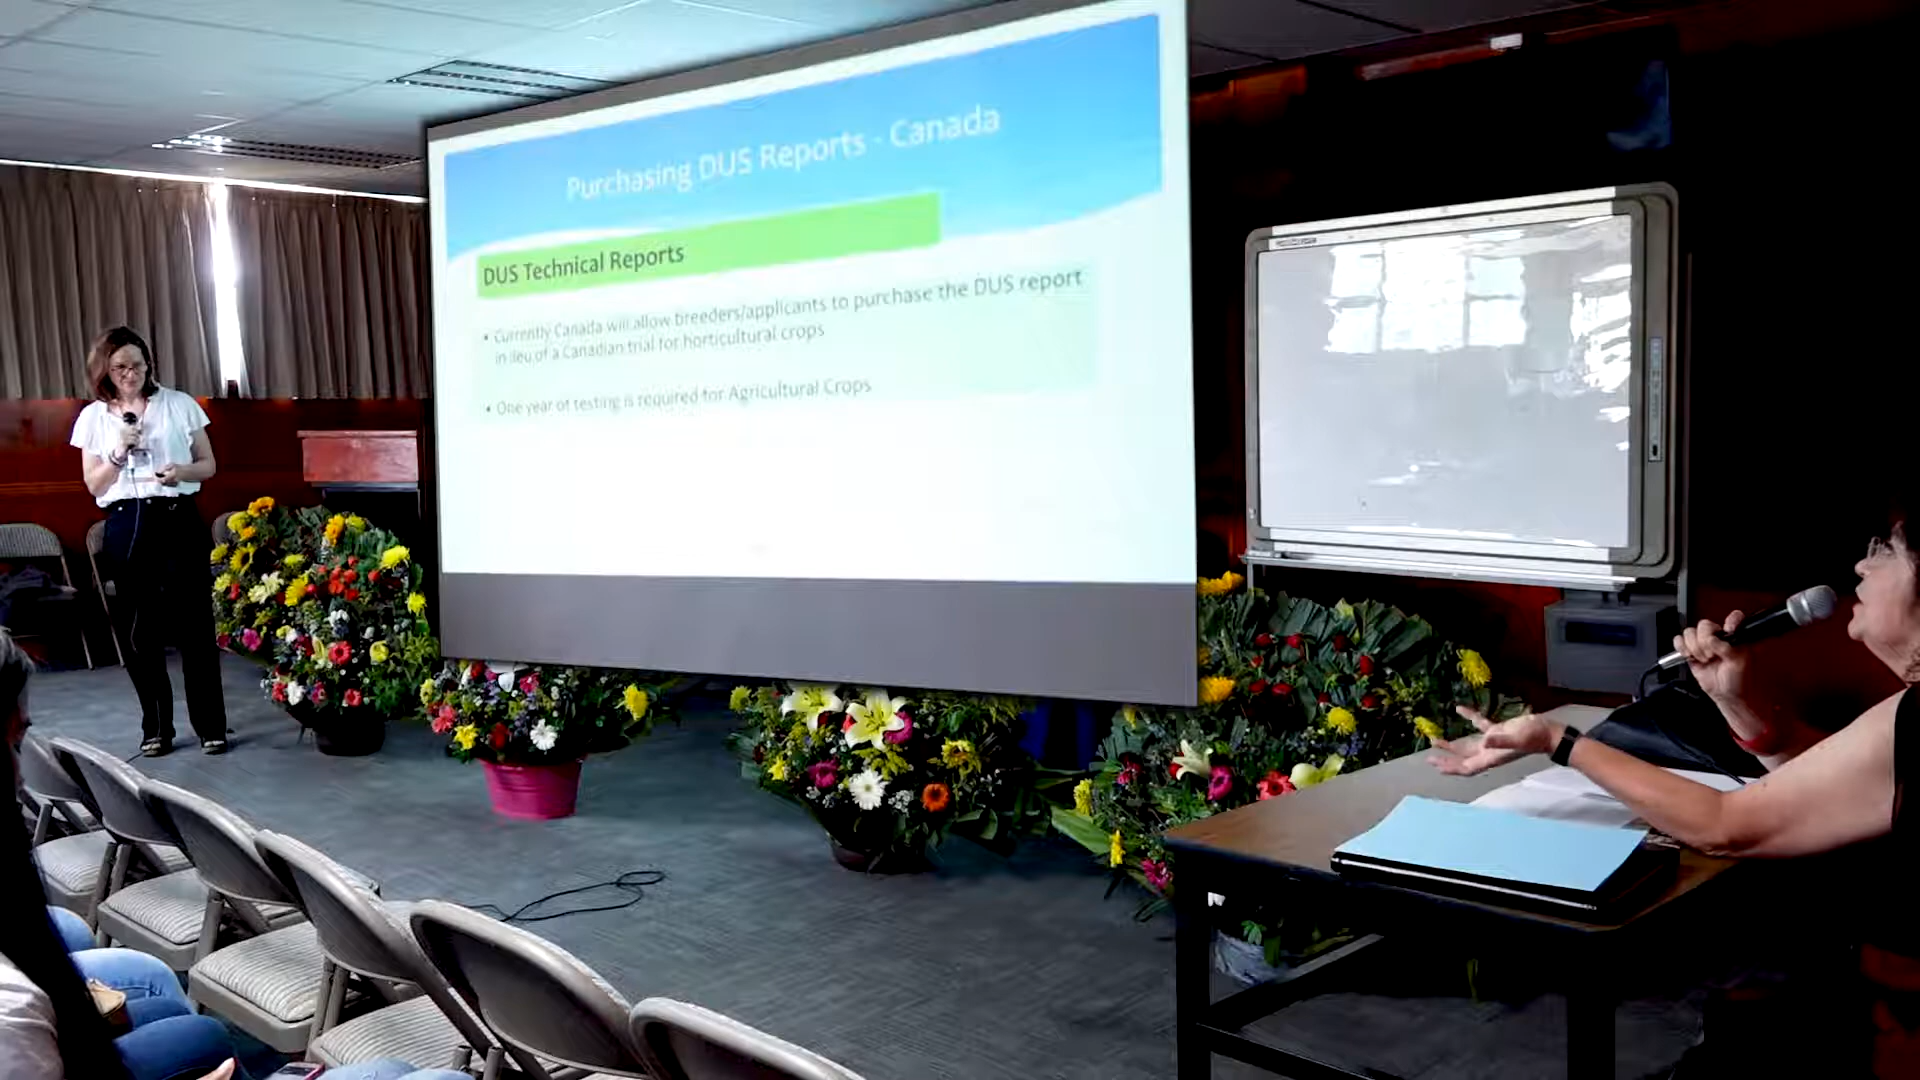 Purchasing DUS Reports - Canada
DUS Technical Reports
• Currently Canada will allow breeders/applicants to purchase the DUS report
in lieu of a Canadian trial for horticultural crops
• One year of testing is required for Agricultural Crops